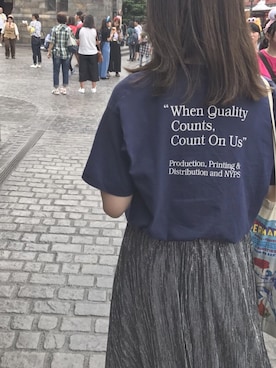 “When Quality
Counts,
Count On Us”
Production, Printing &
Distribution and NYPS